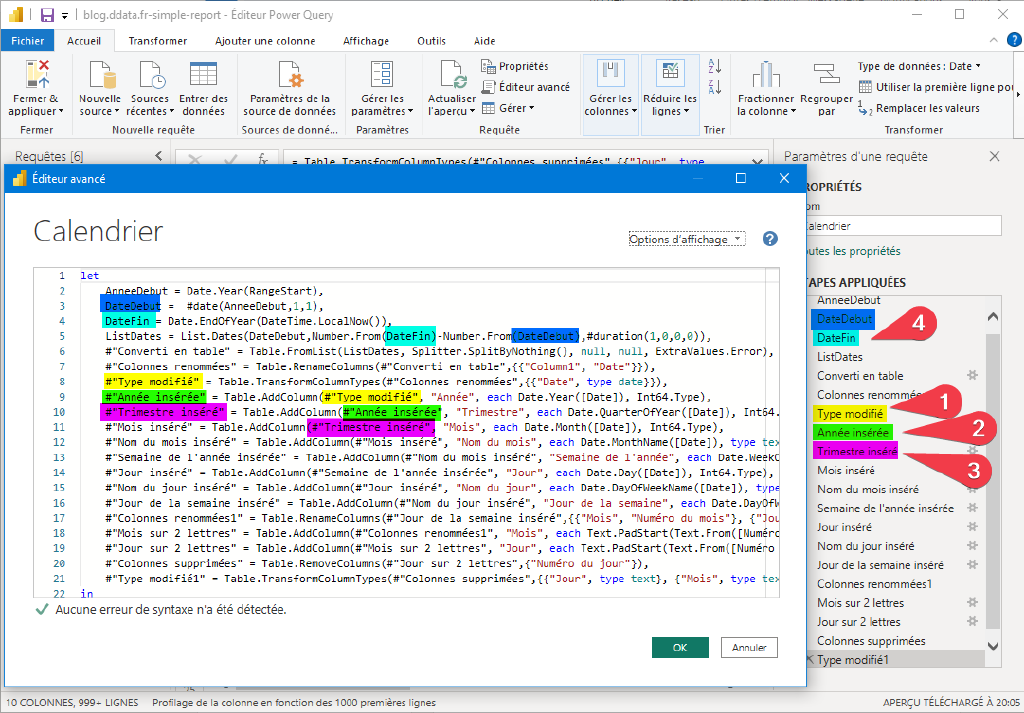 blog.ddata.fr-simple-report - Éditeur Power Query
Fichier Accueil Transformer Ajouter une colonne Affichage Outils Aide
Fermer & appliquer
Fermer
Nouvelle source
Sources récentes
Entrer des données
Nouvelle requête
Paramètres de la source de données
Sources de donné...
Gérer les paramètres
Paramètres
Actualiser l'aperçu
Propriétés
Éditeur avancé
Gérer
Requête
Gérer les colonnes
Réduire les lignes
Trier
Fractionner la colonne
Regrouper par
Type de données : Date
Utiliser la première ligne pou
Remplacer les valeurs
Transformer
Requêtes [6]
= Table.TransformColumnTypes(#"Colonnes supprimées",{{"Jour", type
Paramètres d'une requête
ROPRIÉTÉS
om
alendrier
outes les propriétés
TAPES APPLIQUÉES
AnneeDebut
DateDebut
DateFin
ListDates
Converti en table
Colonnes renommées
Type modifié
Année insérée
Trimestre inséré
Mois inséré
Nom du mois inséré
Semaine de l'année insérée
Jour inséré
Nom du jour inséré
Jour de la semaine inséré
Colonnes renommées1
Mois sur 2 lettres
Jour sur 2 lettres
Colonnes supprimées
Type modifié1
4
1
2
3
Éditeur avancé
Calendrier
Options d'affichage
1 let
2 AnneeDebut = Date.Year(RangeStart),
3 DateDebut = #date(AnneeDebut,1,1),
4 DateFin = Date.EndOfYear(DateTime.LocalNow()),
5 ListDates = List.Dates(DateDebut,Number.From(DateFin)-Number.From(DateDebut),#duration(1,0,0,0)),
6 #"Converti en table" = Table.FromList(ListDates, Splitter.SplitByNothing(), null, null, ExtraValues.Error),
7 #"Colonnes renommées" = Table.RenameColumns(#"Converti en table",{{"Column1", "Date"}}),
8 #"Type modifié" = Table.TransformColumnTypes(#"Colonnes renommées",{{"Date", type date}}),
9 #"Année insérée" = Table.AddColumn(#"Type modifié", "Année", each Date.Year([Date]), Int64.Type),
10 #"Trimestre inséré" = Table.AddColumn(#"Année insérée", "Trimestre", each Date.QuarterOfYear([Date]), Int64.
11 #"Mois inséré" = Table.AddColumn(#"Trimestre inséré", "Mois", each Date.Month([Date]), Int64.Type),
12 #"Nom du mois inséré" = Table.AddColumn(#"Mois inséré", "Nom du mois", each Date.MonthName([Date]), type tex
13 #"Semaine de l'année insérée" = Table.AddColumn(#"Nom du mois inséré", "Semaine de l'année", each Date.WeekO
14 #"Jour inséré" = Table.AddColumn(#"Semaine de l'année insérée", "Jour", each Date.Day([Date]), Int64.Type),
15 #"Nom du jour inséré" = Table.AddColumn(#"Jour inséré", "Nom du jour", each Date.DayOfWeekName([Date]), type
16 #"Jour de la semaine inséré" = Table.AddColumn(#"Nom du jour inséré", "Jour de la semaine", each Date.DayOfW
17 #"Colonnes renommées1" = Table.RenameColumns(#"Jour de la semaine inséré",{{"Mois", "Numéro du mois"}, {"Jou
18 #"Mois sur 2 lettres" = Table.AddColumn(#"Colonnes renommées1", "Mois", each Text.PadStart(Text.From([Numéro
19 #"Jour sur 2 lettres" = Table.AddColumn(#"Mois sur 2 lettres", "Jour", each Text.PadStart(Text.From([Numéro
20 #"Colonnes supprimées" = Table.RemoveColumns(#"Jour sur 2 lettres",{"Numéro du jour"}),
21 #"Type modifié1" = Table.TransformColumnTypes(#"Colonnes supprimées",{{"Jour", type text}, {"Mois", type tex
22 in
Aucune erreur de syntaxe n'a été détectée.
OK Annuler
10 COLONNES, 999+ LIGNES Profilage de la colonne en fonction des 1000 premières lignes APERÇU TÉLÉCHARGÉ À 20:05